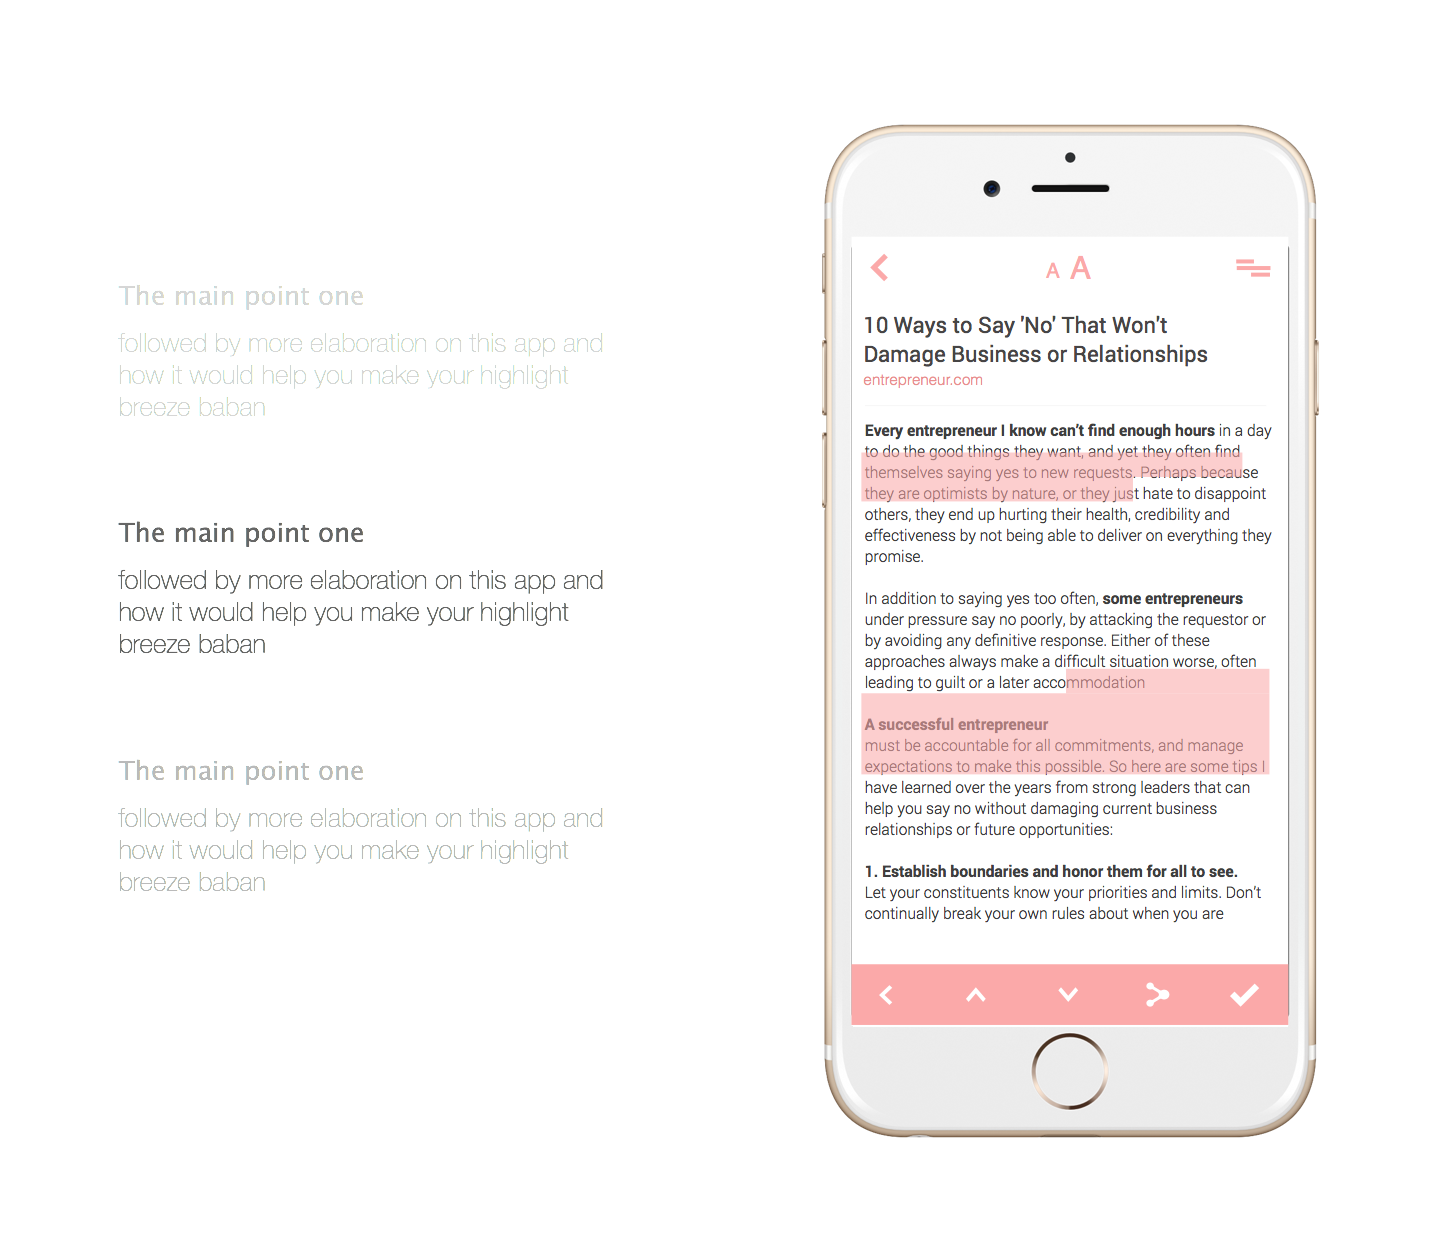 The main point one
followed by more elaboration on this app and
how it would help you make your highlight
breeze baban
The main point one
followed by more elaboration on this app and
how it would help you make your highlight
breeze baban
The main point one
followed by more elaboration on this app and
how it would help you make your highlight
breeze baban
A A
10 Ways to Say 'No' That Won't
Damage Business or Relationships
entrepreneur.com
Every entrepreneur I know can't find enough hours in a day
to do the good things they want, and yet they often find
themselves saying yes to new requests. Perhaps because
they are optimists by nature, or they just hate to disappoint
others, they end up hurting their health, credibility and
effectiveness by not being able to deliver on everything they
promise.
In addition to saying yes too often, some entrepreneurs
under pressure say no poorly, by attacking the requestor or
by avoiding any definitive response. Either of these
approaches always make a difficult situation worse, often
leading to guilt or a later accommodation
A successful entrepreneur
must be accountable for all commitments, and manage
expectations to make this possible. So here are some tips I
have learned over the years from strong leaders that can
help you say no without damaging current business
relationships or future opportunities:
1. Establish boundaries and honor them for all to see.
Let your constituents know your priorities and limits. Don't
continually break your own rules about when you are